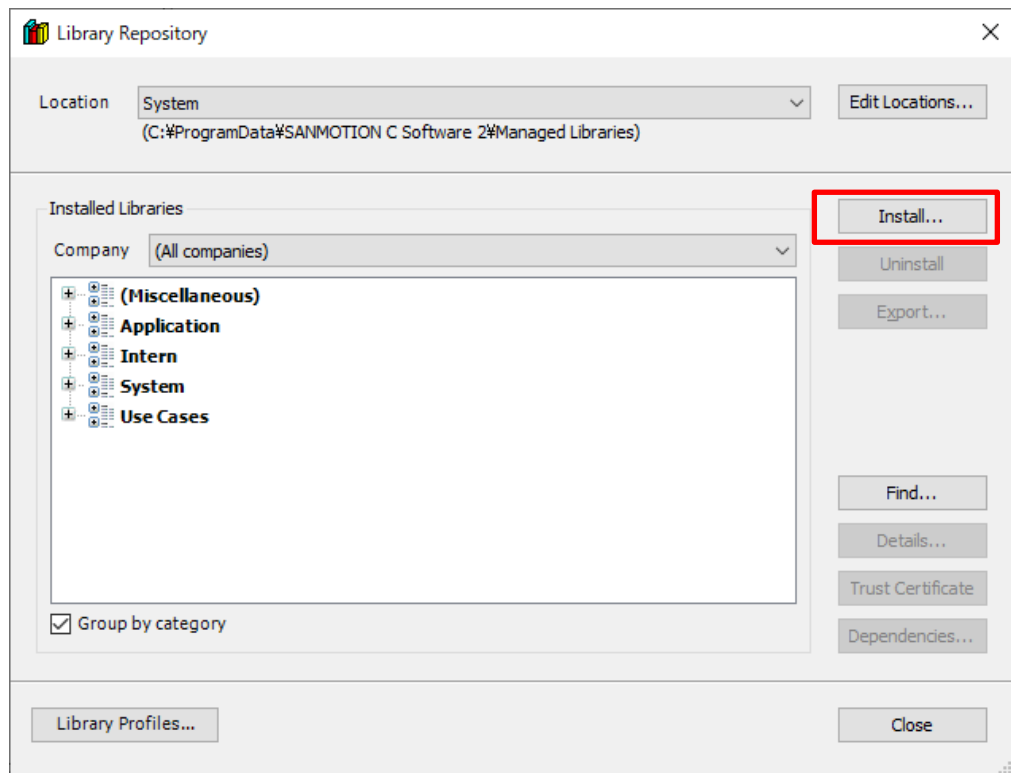 Library Repository
Location
System
Edit Locations...
(C:¥ProgramData¥SANMOTION C Software 2¥Managed Libraries)
Installed Libraries
Install...
Company
(All companies)
Uninstall
(Miscellaneous)
Export...
Application
Intern
System
Use Cases
Find...
Details...
Trust Certificate
Group by category
Dependencies...
Library Profiles...
Close